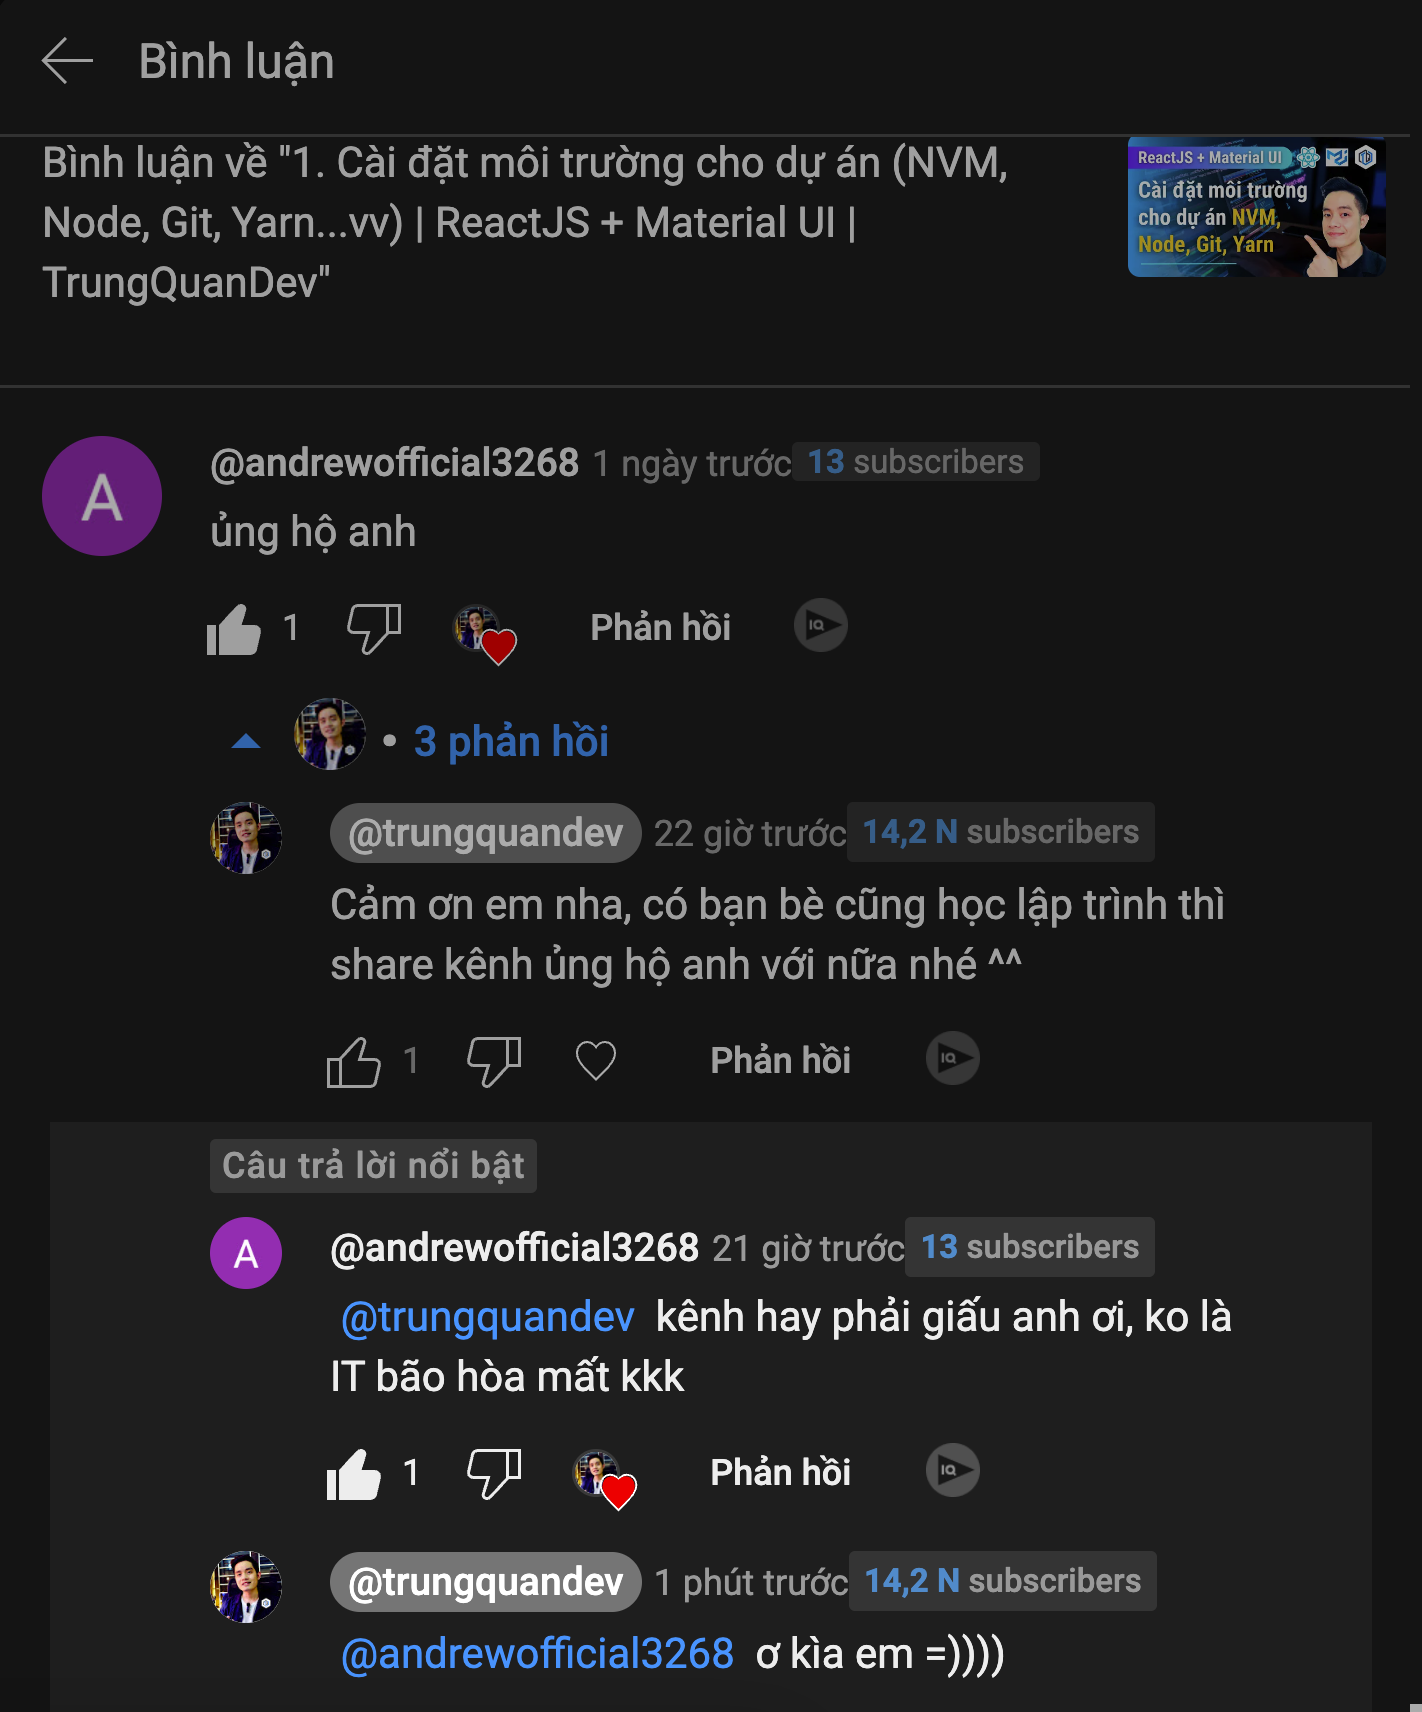 Bình luận
Bình luận về "1. Cài đặt môi trường cho dự án (NVM,
Node, Git, Yarn...vv) | ReactJS + Material UI |
TrungQuanDev"
ReactJS + Material UI
Cài đặt môi trường
cho dự án NVM,
Node, Git, Yarn
A
@andrewofficial3268 1 ngày trước 13 subscribers
ủng hộ anh
1 Phản hồi IQ
• 3 phản hồi
@trungquandev 22 giờ trước 14,2 N subscribers
Cảm ơn em nha, có bạn bè cũng học lập trình thì
share kênh ủng hộ anh với nữa nhé ^^
1 Phản hồi IQ
Câu trả lời nổi bật
A
@andrewofficial3268 21 giờ trước 13 subscribers
@trungquandev kênh hay phải giấu anh ơi, ko là
IT bão hòa mất kkk
1 Phản hồi IQ
@trungquandev 1 phút trước 14,2 N subscribers
@andrewofficial3268 ơ kìa em =))))